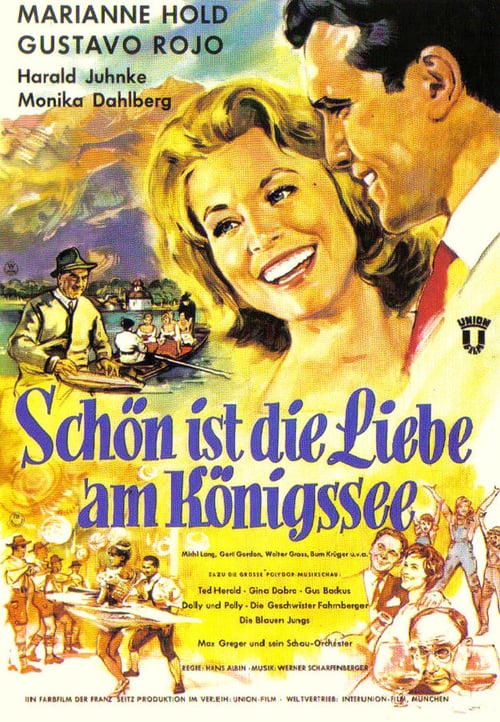 MARIANNE HOLD
GUSTAVO ROJO
Harald Juhnke
Monika Dahlberg
UNION
FILM
Schön ist die Liebe
am Königssee
Michl Lang, Gert Gordon, Walter Gross, Bum Krüger u.v.a.
DAZU DIE GROSSE POLYDOR-MUSIKSCHAU:
Ted Herold - Gina Dobra - Gus Backus
Dolly und Polly - Die Geschwister Fahrnberger
Die Blauen Jungs
Max Greger und sein Schau-Orchester
REGIE: HANS ALBIN - MUSIK: WERNER SCHARFENBERGER
EIN FARBFILM DER FRANZ SEITZ PRODUKTION IM VERLEIH: UNION-FILM - WELTVERTRIEB: INTERUNION-FILM, MÜNCHEN